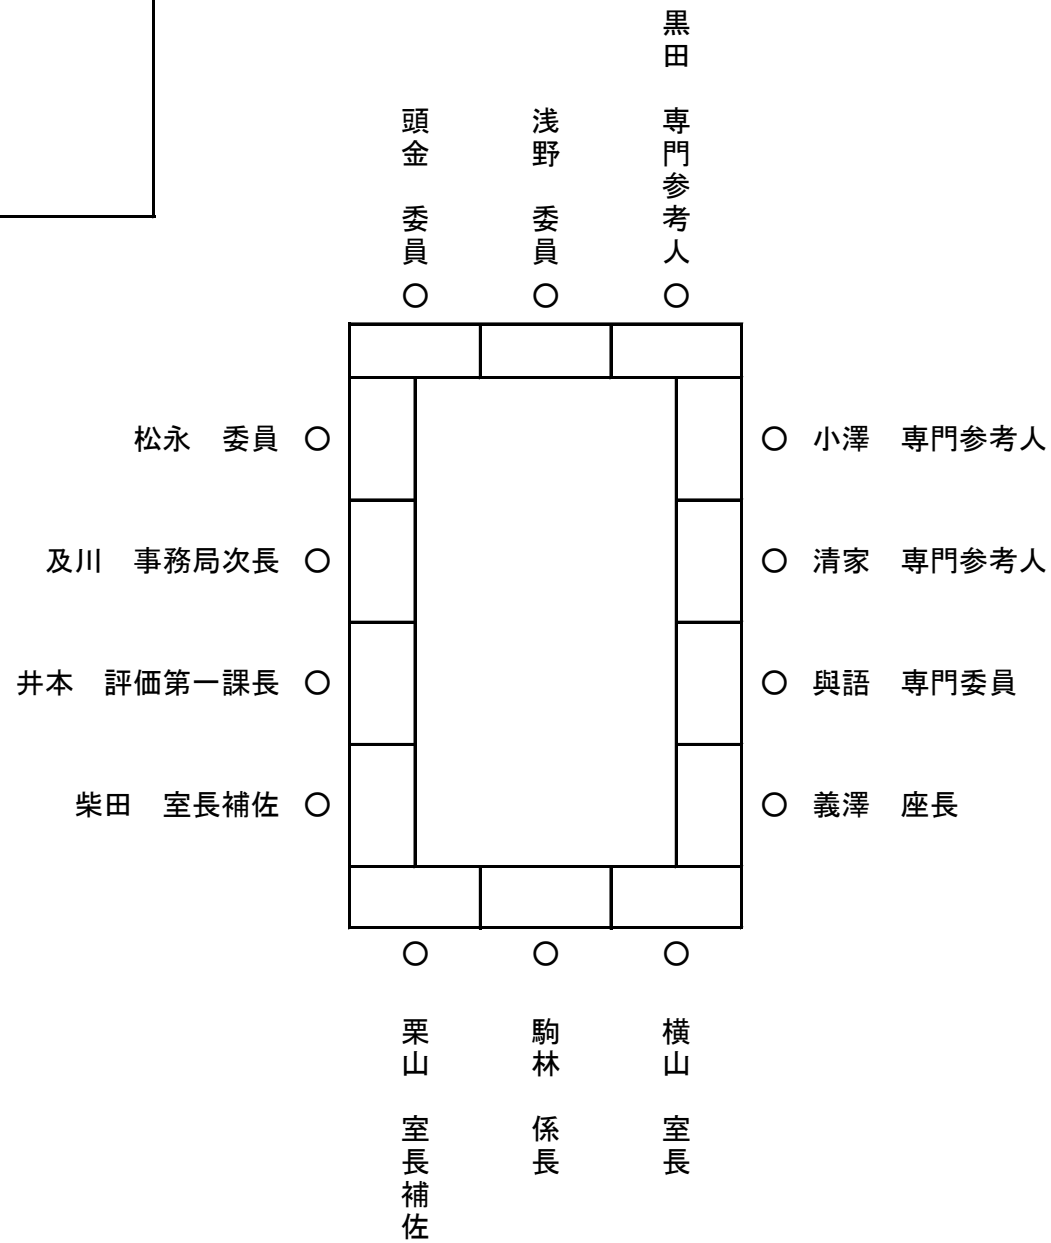 黒田　専門参考人
浅野　委員
頭金　委員
○ ○ ○
松永　委員 ○
○ 小澤　専門参考人
及川　事務局次長 ○
○ 清家　専門参考人
井本　評価第一課長 ○
○ 與語　専門委員
柴田　室長補佐 ○
○ 義澤　座長
○ ○ ○
横山　室長
駒林　係長
栗山　室長補佐